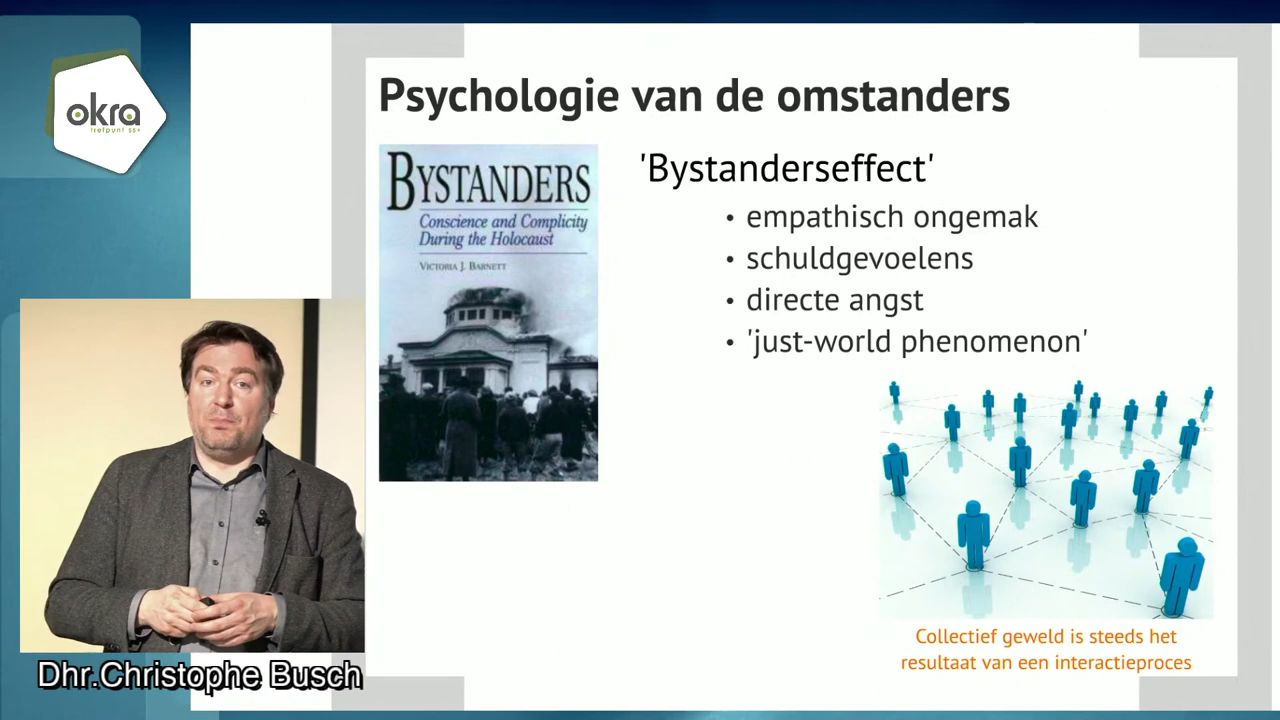 okra
trefpunt 55+
Psychologie van de omstanders
BYSTANDERS
Conscience and Complicity
During the Holocaust
VICTORIA J. BARNETT
'Bystanderseffect'
• empathisch ongemak
• schuldgevoelens
• directe angst
• 'just-world phenomenon'
Collectief geweld is steeds het
resultaat van een interactieproces
Dhr.Christophe Busch